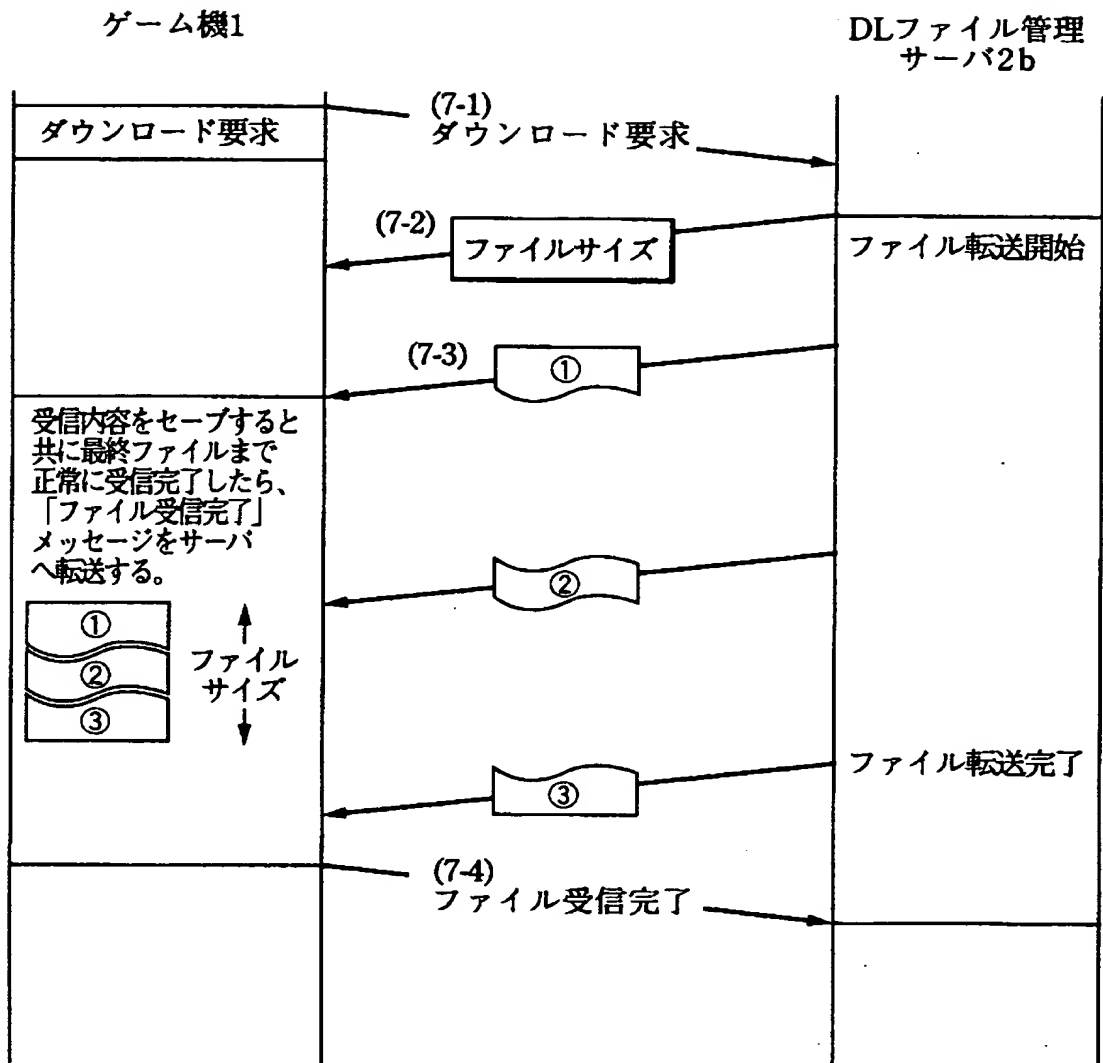 ゲーム機1
DLファイル管理
サーバ2b
ダウンロード要求
(7-1)
ダウンロード要求
(7-2)
ファイルサイズ
ファイル転送開始
(7-3)
①
受信内容をセーブすると
共に最終ファイルまで
正常に受信完了したら、
「ファイル受信完了」
メッセージをサーバ
へ転送する。
②
①
②
③
ファイル
サイズ
ファイル転送完了
③
(7-4)
ファイル受信完了